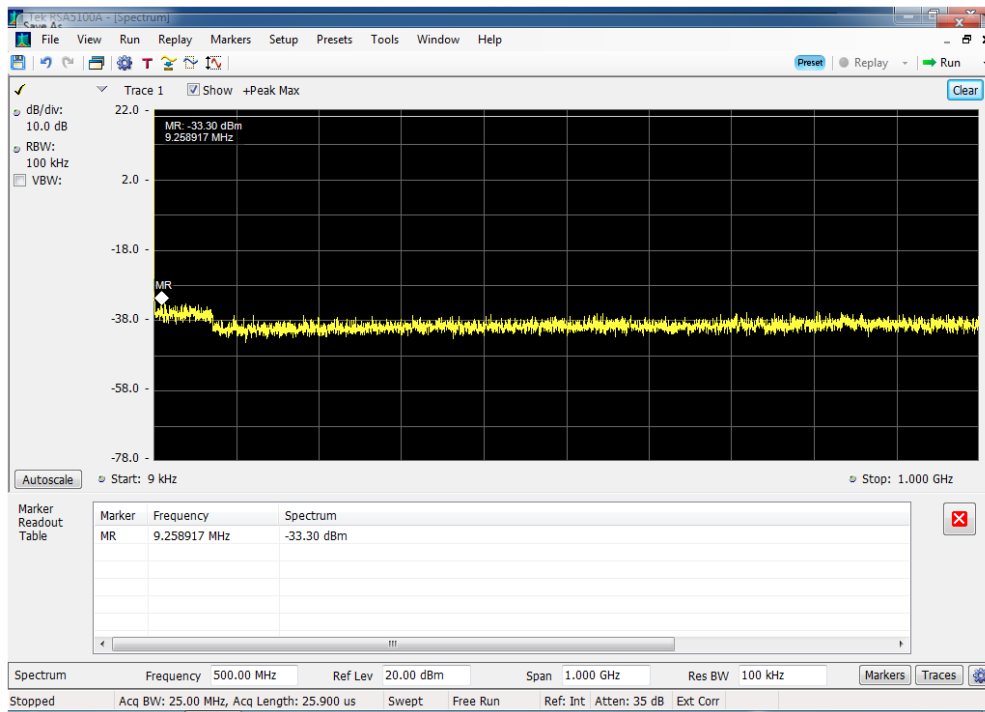 Tek RSA5100A - [Spectrum]
Save As
File View Run Replay Markers Setup Presets Tools Window Help
T Preset Replay Run
Trace 1 Show +Peak Max Clear
dB/div:
10.0 dB
RBW:
100 kHz
VBW:
22.0
MR: -33.30 dBm
9.258917 MHz
2.0
-18.0
MR
-38.0
-58.0
-78.0
Autoscale Start: 9 kHz Stop: 1.000 GHz
Marker
Readout
Table
Marker Frequency Spectrum
MR 9.258917 MHz -33.30 dBm
Spectrum Frequency 500.00 MHz Ref Lev 20.00 dBm Span 1.000 GHz Res BW 100 kHz Markers Traces
Stopped Acq BW: 25.00 MHz, Acq Length: 25.900 us Swept Free Run Ref: Int Atten: 35 dB Ext Corr